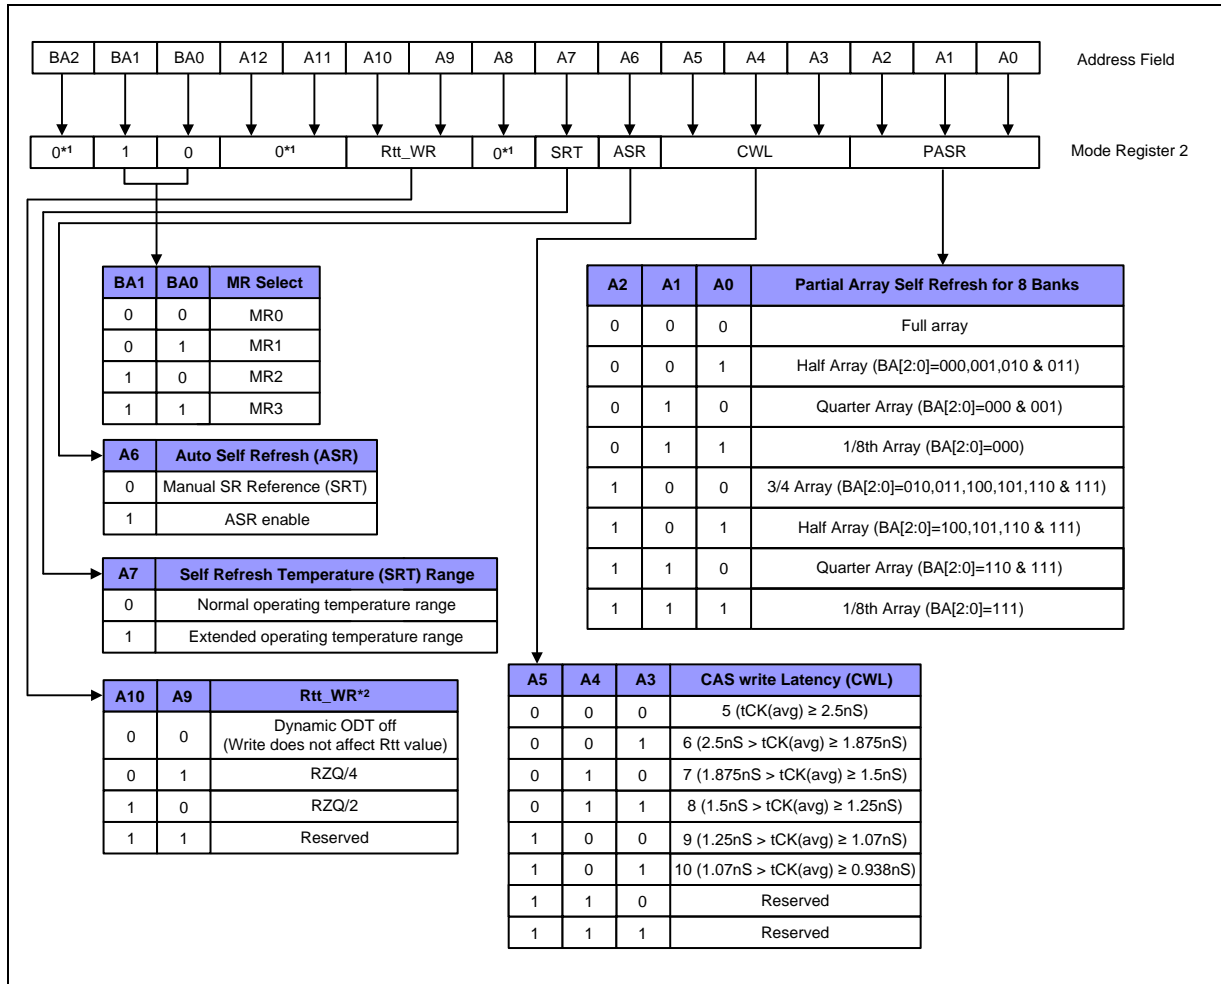 BA2 BA1 BA0 A12 A11 A10 A9 A8 A7 A6 A5 A4 A3 A2 A1 A0 Address Field
0*1 1 0 0*1 Rtt_WR 0*1 SRT ASR CWL PASR Mode Register 2
BA1 BA0 MR Select
0 0 MR0
0 1 MR1
1 0 MR2
1 1 MR3
A6 Auto Self Refresh (ASR)
0 Manual SR Reference (SRT)
1 ASR enable
A7 Self Refresh Temperature (SRT) Range
0 Normal operating temperature range
1 Extended operating temperature range
A10 A9 Rtt_WR*2
0 0 Dynamic ODT off
(Write does not affect Rtt value)
0 1 RZQ/4
1 0 RZQ/2
1 1 Reserved
A2 A1 A0 Partial Array Self Refresh for 8 Banks
0 0 0 Full array
0 0 1 Half Array (BA[2:0]=000,001,010 & 011)
0 1 0 Quarter Array (BA[2:0]=000 & 001)
0 1 1 1/8th Array (BA[2:0]=000)
1 0 0 3/4 Array (BA[2:0]=010,011,100,101,110 & 111)
1 0 1 Half Array (BA[2:0]=100,101,110 & 111)
1 1 0 Quarter Array (BA[2:0]=110 & 111)
1 1 1 1/8th Array (BA[2:0]=111)
A5 A4 A3 CAS write Latency (CWL)
0 0 0 5 (tCK(avg) ≥ 2.5nS)
0 0 1 6 (2.5nS > tCK(avg) ≥ 1.875nS)
0 1 0 7 (1.875nS > tCK(avg) ≥ 1.5nS)
0 1 1 8 (1.5nS > tCK(avg) ≥ 1.25nS)
1 0 0 9 (1.25nS > tCK(avg) ≥ 1.07nS)
1 0 1 10 (1.07nS > tCK(avg) ≥ 0.938nS)
1 1 0 Reserved
1 1 1 Reserved